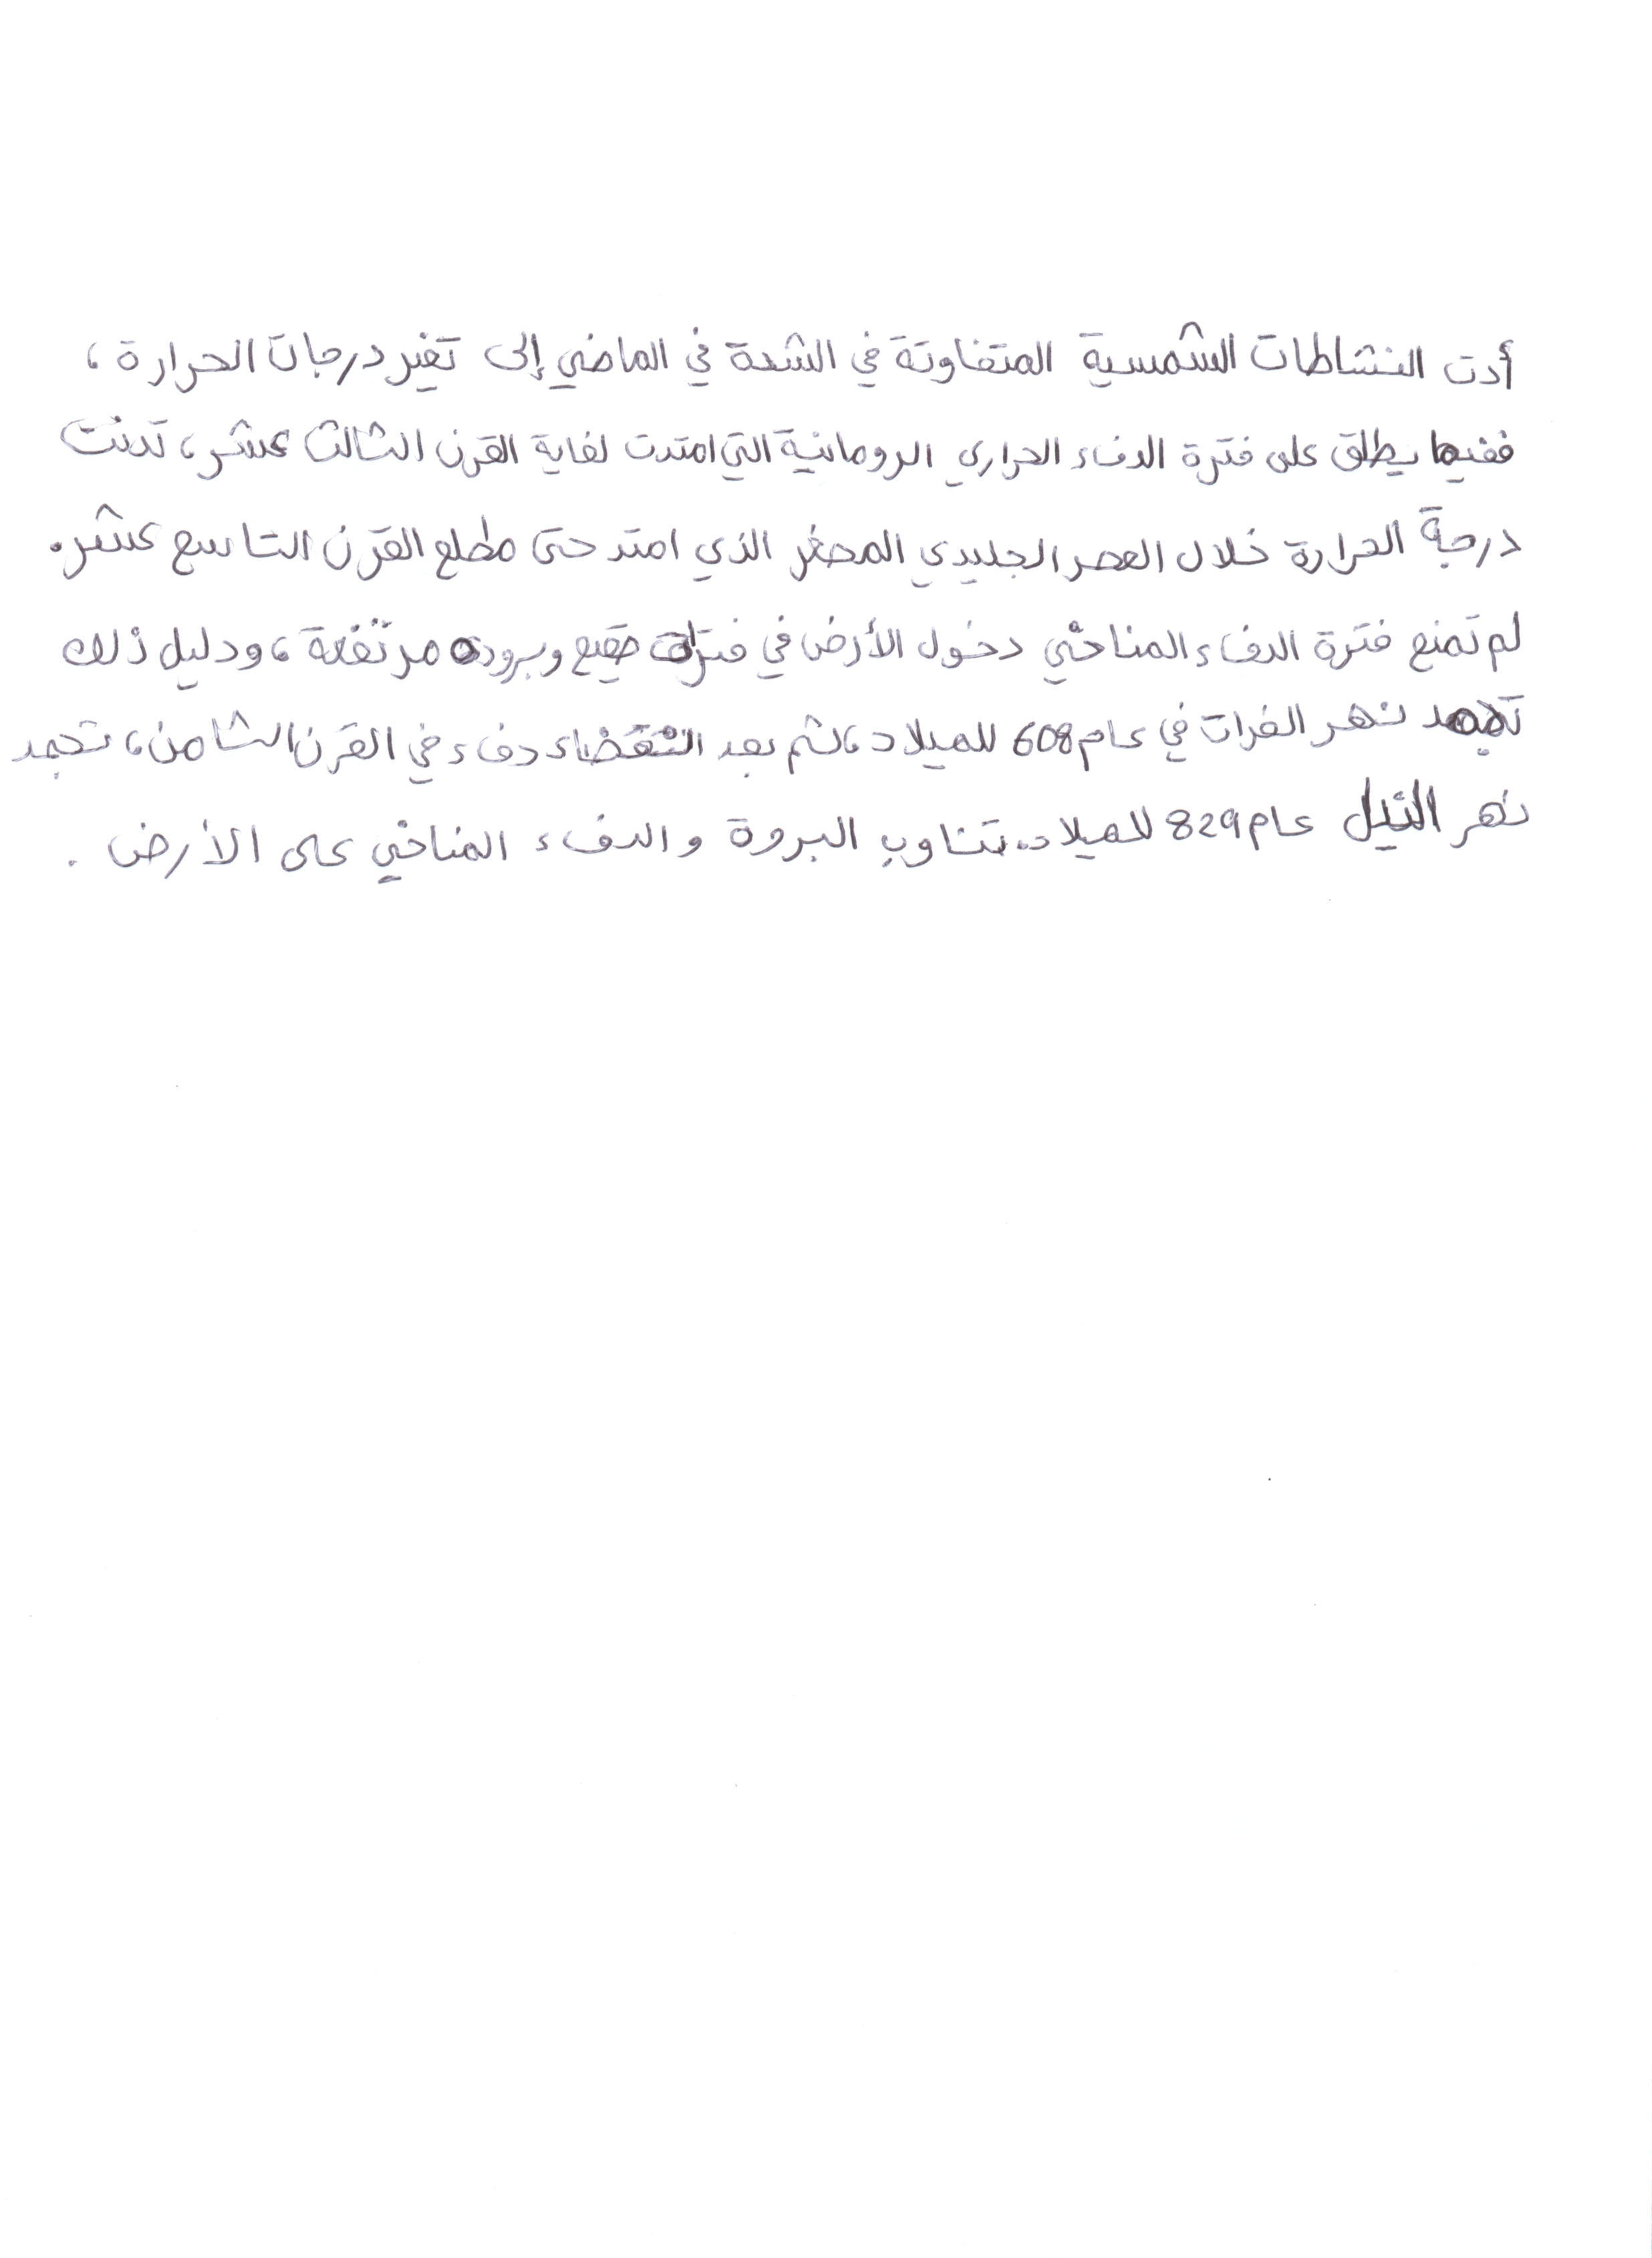 أدت النشاطات الشمسية المتفاوتة في الشدة في الماضي إلى تغير درجات الحرارة ،
ففيما يطلق على فترة الدفء الحراري الرومانية التي امتدت لغاية القرن الثالث عشر، تدنت
درجة الحرارة خلال العصر الجليدي المصغر الذي امتد حتى مطلع القرن التاسع عشر.
لم تمنع فترة الدفء المناخي دخول الأرض في فترات صقيع وبرودة مرتفعة، ودليل ذلك
تجمد نهر الفرات في عام 608 للميلاد، ثم بعد انقضاء دفء في القرن الثامن، تجمد
نهر النيل عام 829 للميلاد. تتناوب البروة والدفء المناخي على الأرض .